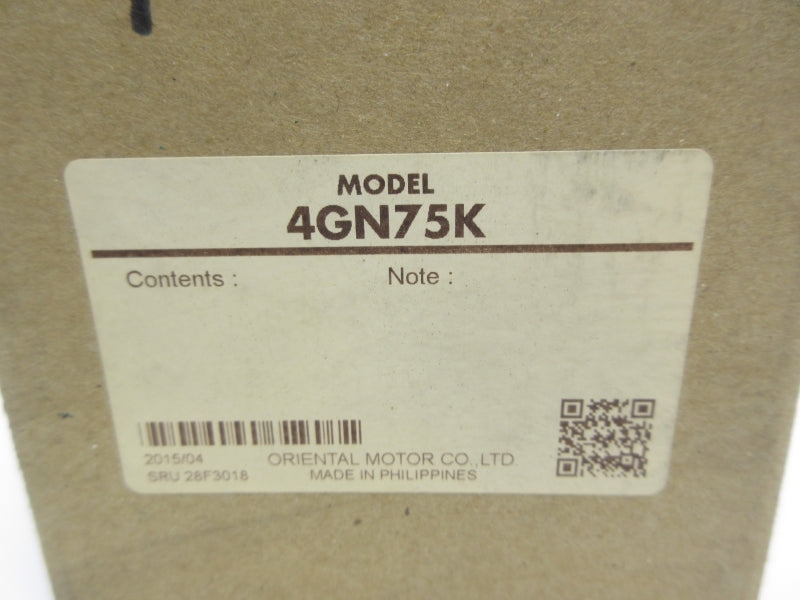 MODEL
4GN75K
Contents : Note :
2015/04 ORIENTAL MOTOR CO.,LTD.
SRU 28F3018 MADE IN PHILIPPINES